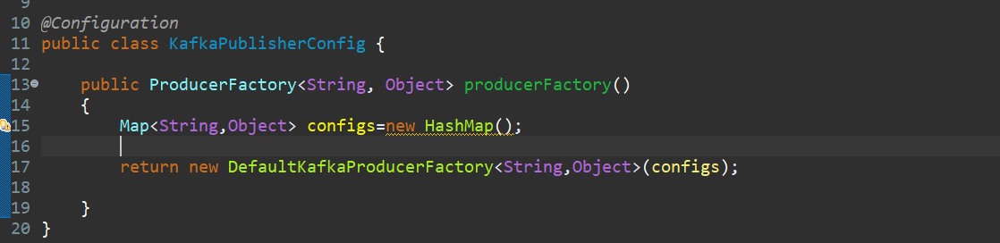 9
10 @Configuration
11 public class KafkaPublisherConfig {
12
13 public ProducerFactory<String, Object> producerFactory()
14 {
15 Map<String,Object> configs=new HashMap();
16
17 return new DefaultKafkaProducerFactory<String,Object>(configs);
18
19 }
20 }